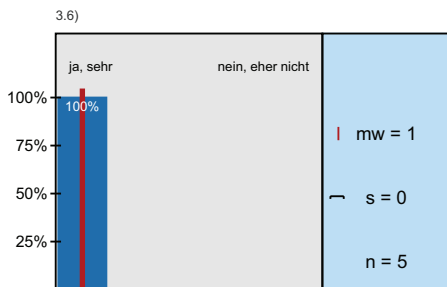 3.6)
ja, sehr
nein, eher nicht
100%
100%
75%
mw = 1
50%
s = 0
25%
n = 5